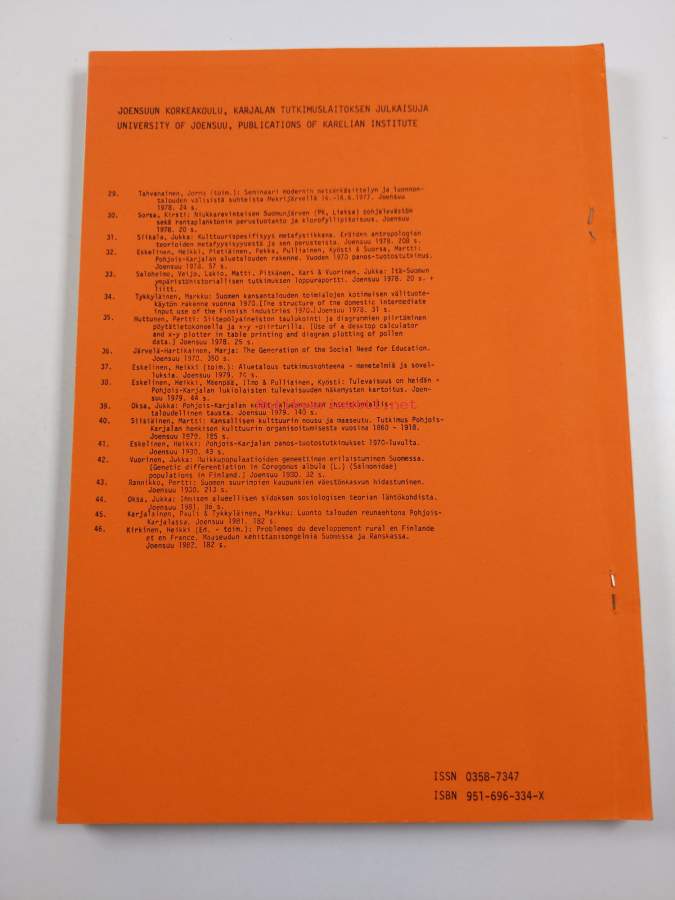 JOENSUUN KORKEAKOULU, KARJALAN TUTKIMUSLAITOKSEN JULKAISUJA
UNIVERSITY OF JOENSUU, PUBLICATIONS OF KARELIAN INSTITUTE
29. Tahvanainen, Jorma (toim.): Seminaari modernin metsänkäsittelyn ja luonnon-
talouden välisistä suhteista Mekrijärvellä 14.-16.6.1977. Joensuu
1978. 24 s.
30. Sorsa, Kirsti: Niukkaravinteisen Suomunjärven (PK, Lieksa) pohjalevästön
sekä rantaplanktonin perustuotanto ja klorofyllipitoisuus. Joensuu
1978. 20 s.
31. Siikala, Jukka: Kulttuurispesifisyys metafysiikkana. Eräiden antropologian
teorioiden metafyysisyydestä ja sen perusteista. Joensuu 1978. 208 s.
32. Eskelinen, Heikki, Pietiäinen, Pekka, Pulliainen, Kyösti & Suorsa, Martti:
Pohjois-Karjalan aluetalouden rakenne. Vuoden 1970 panos-tuotostutkimus.
Joensuu 1978. 57 s.
33. Saloheimo, Veijo, Lakio, Matti, Pitkänen, Kari & Vuorinen, Jukka: Itä-Suomen
ympäristöhistoriallisen tutkimuksen loppuraportti. Joensuu 1978. 20 s. +
liitt.
34. Tykkyläinen, Markku: Suomen kansantalouden toimialojen kotimaisen välituote-
käytön rakenne vuonna 1970. [The structure of the domestic intermediate
input use of the Finnish industries 1970.] Joensuu 1978. 31 s.
35. Huttunen, Pertti: Siitepölyaineiston taulukointi ja diagrammien piirtäminen
pöytätietokoneella ja x-y -piirturilla. [Use of a desktop calculator
and x-y plotter in table printing and diagram plotting of pollen
data.] Joensuu 1978. 25 s.
36. Järvelä-Hartikainen, Marja: The Generation of the Social Need for Education.
Joensuu 1978. 350 s.
37. Eskelinen, Heikki (toim.): Aluetalous tutkimuskohteena - menetelmiä ja sovel-
luksia. Joensuu 1979. s.
38. Eskelinen, Heikki, Mäenpää, Ilmo & Pulliainen, Kyösti: Tulevaisuus on heidän -
Pohjois-Karjalan lukiolaisten tulevaisuuden näkemysten kartoitus. Joen-
suu 1979. 44 s.
39. Oksa, Jukka: Pohjois-Karjalan kehitysalueongelman yhteiskunnallis-
taloudellinen tausta. Joensuu 1979. 140 s.
40. Siisiäinen, Martti: Kansallisen kulttuurin nousu ja maaseutu. Tutkimus Pohjois-
Karjalan henkisen kulttuurin organisoitumisesta vuosina 1860 - 1918.
Joensuu 1979. 185 s.
41. Eskelinen, Heikki: Pohjois-Karjalan panos-tuotostutkimukset 1970-luvulta.
Joensuu 1980. 49 s.
42. Vuorinen, Jukka: Muikkupopulaatioiden geneettinen erilaistuminen Suomessa.
[Genetic differentiation in Coregonus albula (L.) (Salmonidae)
populations in Finland.] Joensuu 1980. 32 s.
43. Rannikko, Pertti: Suomen suurimpien kaupunkien väestönkasvun hidastuminen.
Joensuu 1980. 213 s.
44. Oksa, Jukka: Ihmisen alueellisen sidoksen sosiologisen teorian lähtökohdista.
Joensuu 1981. s.
45. Karjalainen, Pauli & Tykkyläinen, Markku: Luonto talouden reunaehtona Pohjois-
Karjalassa. Joensuu 1981. 182 s.
46. Kirkinen, Heikki (Ed. - toim.): Problemes du developpement rural en Finlande
et en France. Maaseudun kehittämisongelmia Suomessa ja Ranskassa.
Joensuu 1982. 182 s.
ISSN 0358-7347
ISBN 951-696-334-X